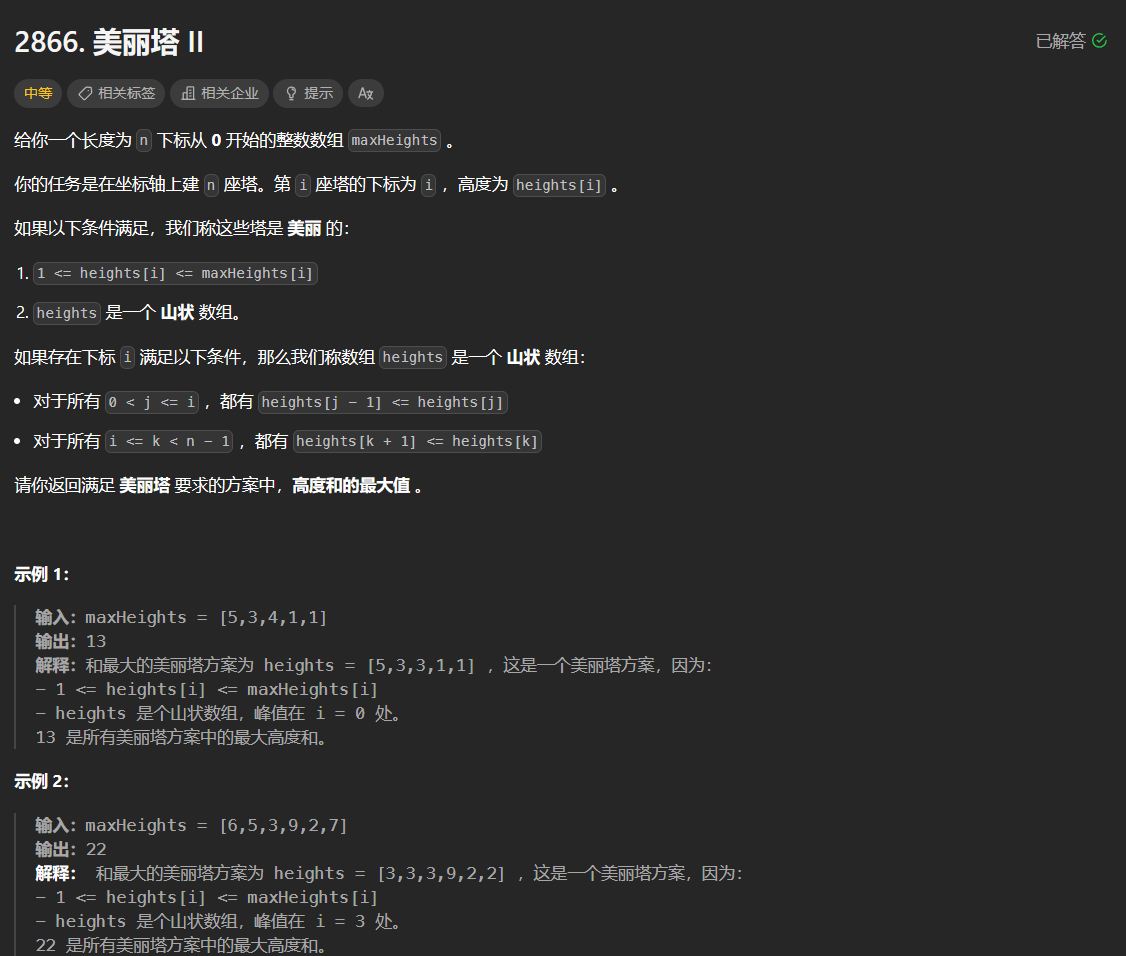 2866. 美丽塔 II
已解答
中等 相关标签 相关企业 提示 Ax
给你一个长度为 n 下标从 0 开始的整数数组 maxHeights 。
你的任务是在坐标轴上建 n 座塔。第 i 座塔的下标为 i ，高度为 heights[i] 。
如果以下条件满足，我们称这些塔是 美丽 的：
1. 1 <= heights[i] <= maxHeights[i]
2. heights 是一个 山状 数组。
如果存在下标 i 满足以下条件，那么我们称数组 heights 是一个 山状 数组：
• 对于所有 0 < j <= i ，都有 heights[j - 1] <= heights[j]
• 对于所有 i <= k < n - 1 ，都有 heights[k + 1] <= heights[k]
请你返回满足 美丽塔 要求的方案中，高度和的最大值 。
示例 1：
输入：maxHeights = [5,3,4,1,1]
输出：13
解释：和最大的美丽塔方案为 heights = [5,3,3,1,1] ，这是一个美丽塔方案，因为：
- 1 <= heights[i] <= maxHeights[i]
- heights 是个山状数组，峰值在 i = 0 处。
13 是所有美丽塔方案中的最大高度和。
示例 2：
输入：maxHeights = [6,5,3,9,2,7]
输出：22
解释： 和最大的美丽塔方案为 heights = [3,3,3,9,2,2] ，这是一个美丽塔方案，因为：
- 1 <= heights[i] <= maxHeights[i]
- heights 是个山状数组，峰值在 i = 3 处。
22 是所有美丽塔方案中的最大高度和。